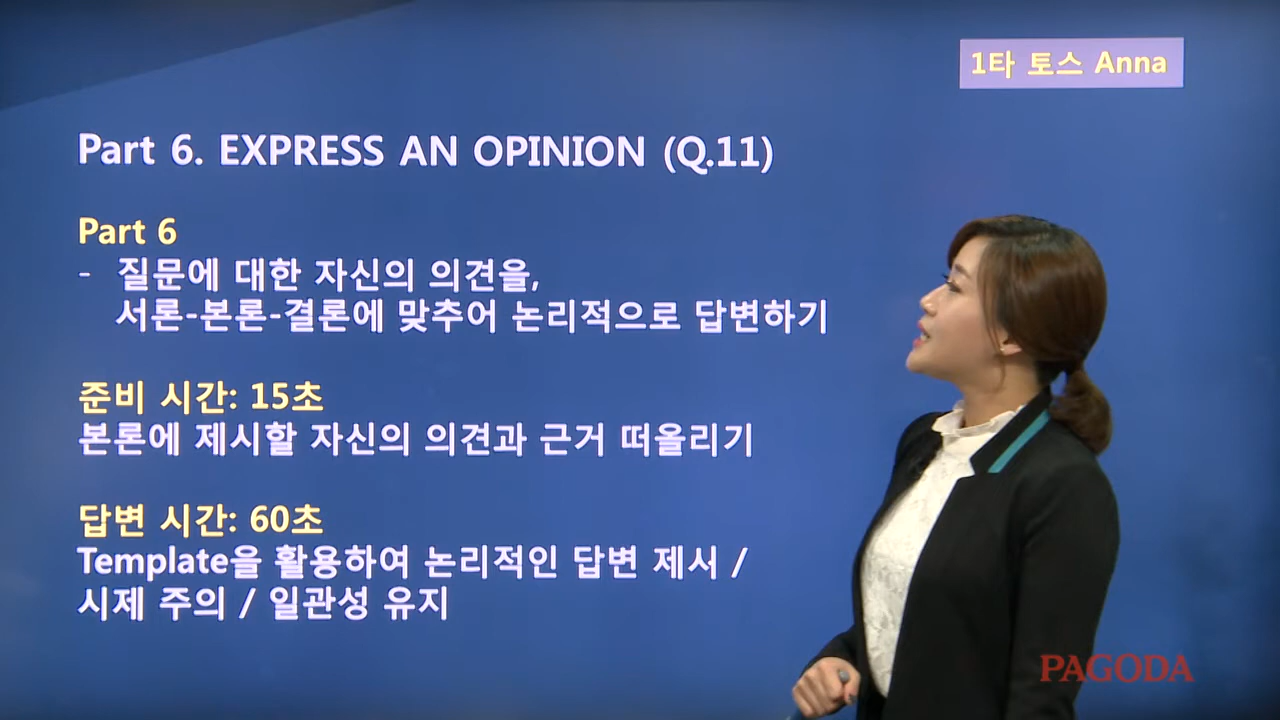 1타 토스 Anna
Part 6. EXPRESS AN OPINION (Q.11)
Part 6
- 질문에 대한 자신의 의견을,
서론-본론-결론에 맞추어 논리적으로 답변하기
준비 시간: 15초
본론에 제시할 자신의 의견과 근거 떠올리기
답변 시간: 60초
Template을 활용하여 논리적인 답변 제시 /
시제 주의 / 일관성 유지
PAGODA